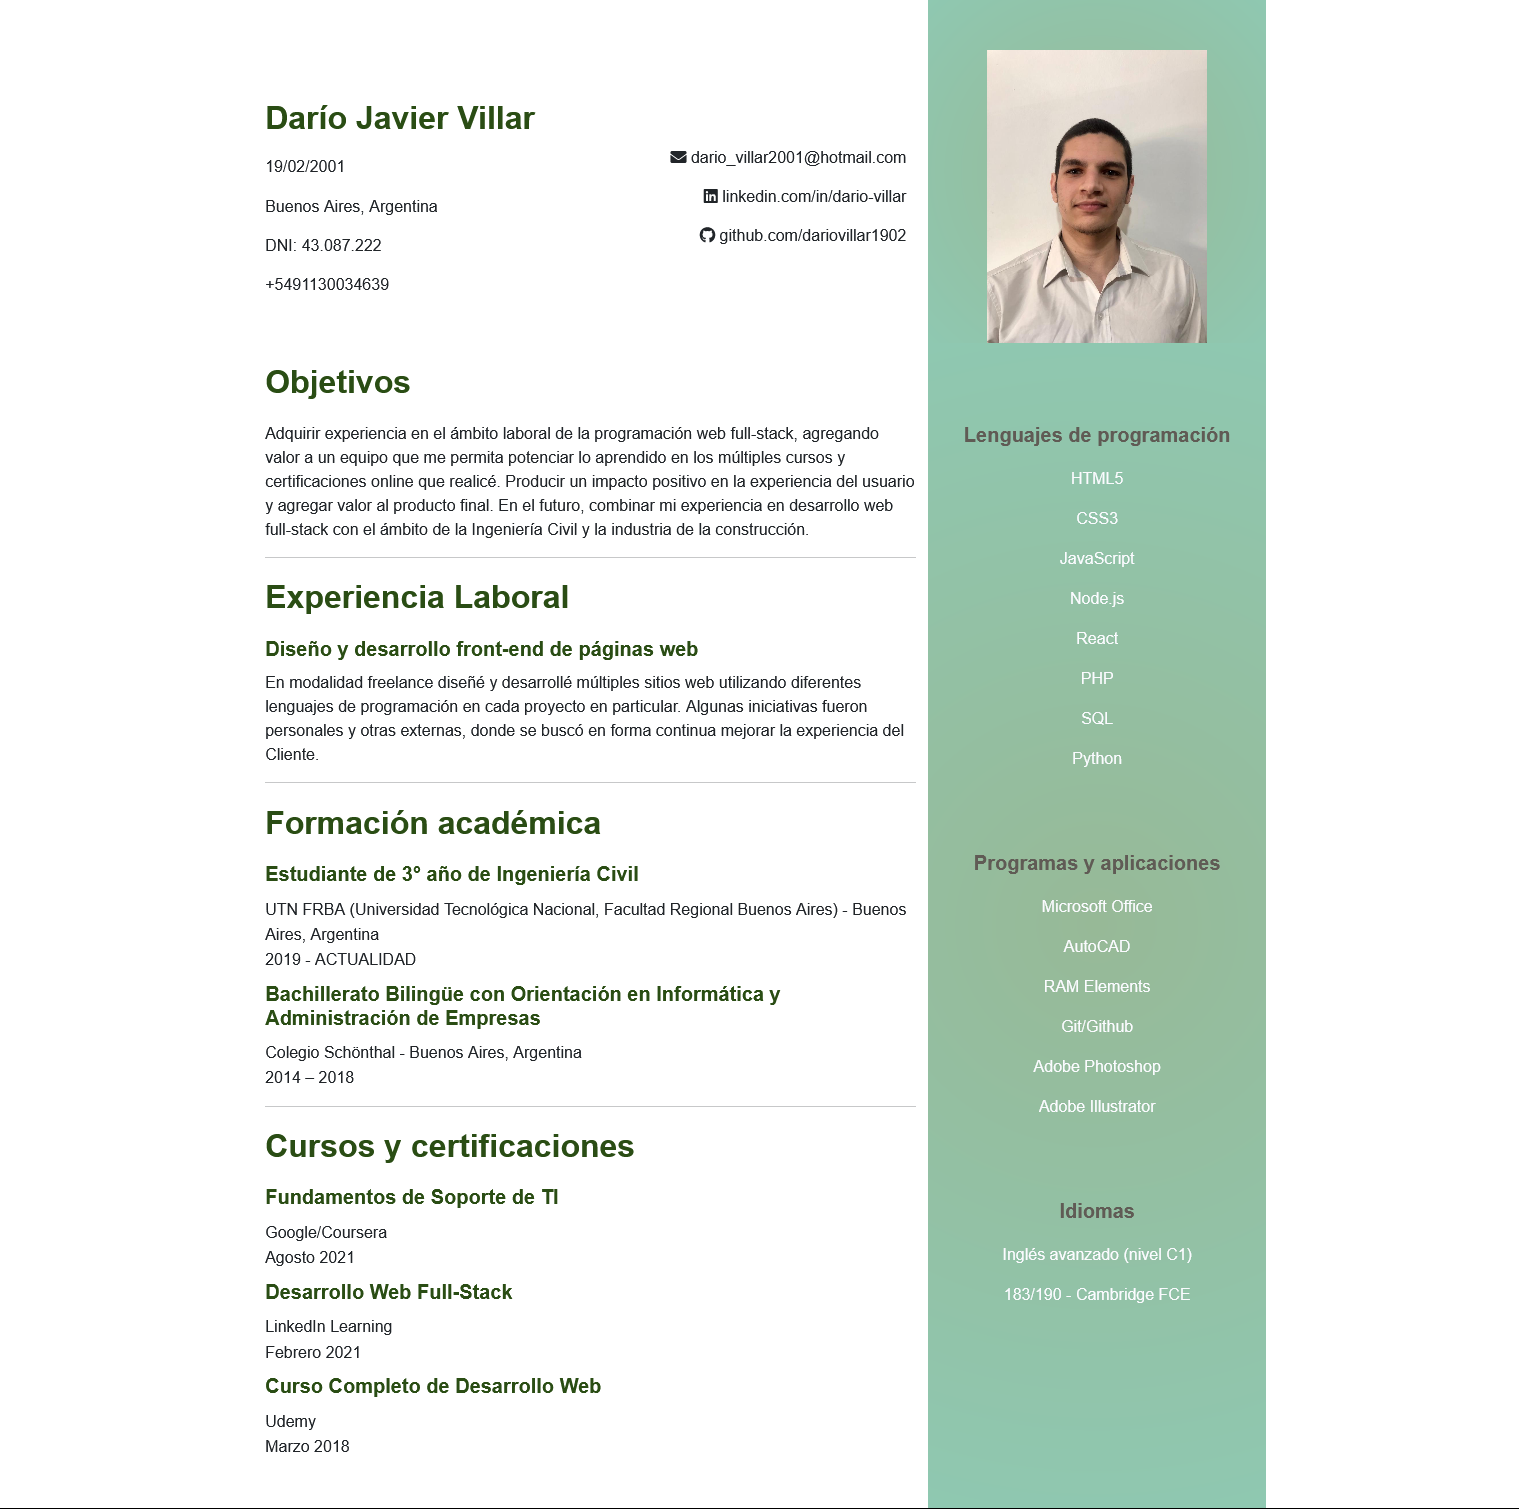 Darío Javier Villar
19/02/2001
Buenos Aires, Argentina
DNI: 43.087.222
+5491130034639
dario_villar2001@hotmail.com
linkedin.com/in/dario-villar
github.com/dariovillar1902
Objetivos
Adquirir experiencia en el ámbito laboral de la programación web full-stack, agregando
valor a un equipo que me permita potenciar lo aprendido en los múltiples cursos y
certificaciones online que realicé. Producir un impacto positivo en la experiencia del usuario
y agregar valor al producto final. En el futuro, combinar mi experiencia en desarrollo web
full-stack con el ámbito de la Ingeniería Civil y la industria de la construcción.
Experiencia Laboral
Diseño y desarrollo front-end de páginas web
En modalidad freelance diseñé y desarrollé múltiples sitios web utilizando diferentes
lenguajes de programación en cada proyecto en particular. Algunas iniciativas fueron
personales y otras externas, donde se buscó en forma continua mejorar la experiencia del
Cliente.
Formación académica
Estudiante de 3° año de Ingeniería Civil
UTN FRBA (Universidad Tecnológica Nacional, Facultad Regional Buenos Aires) - Buenos
Aires, Argentina
2019 - ACTUALIDAD
Bachillerato Bilingüe con Orientación en Informática y
Administración de Empresas
Colegio Schönthal - Buenos Aires, Argentina
2014 – 2018
Cursos y certificaciones
Fundamentos de Soporte de TI
Google/Coursera
Agosto 2021
Desarrollo Web Full-Stack
LinkedIn Learning
Febrero 2021
Curso Completo de Desarrollo Web
Udemy
Marzo 2018
Lenguajes de programación
HTML5
CSS3
JavaScript
Node.js
React
PHP
SQL
Python
Programas y aplicaciones
Microsoft Office
AutoCAD
RAM Elements
Git/Github
Adobe Photoshop
Adobe Illustrator
Idiomas
Inglés avanzado (nivel C1)
183/190 - Cambridge FCE